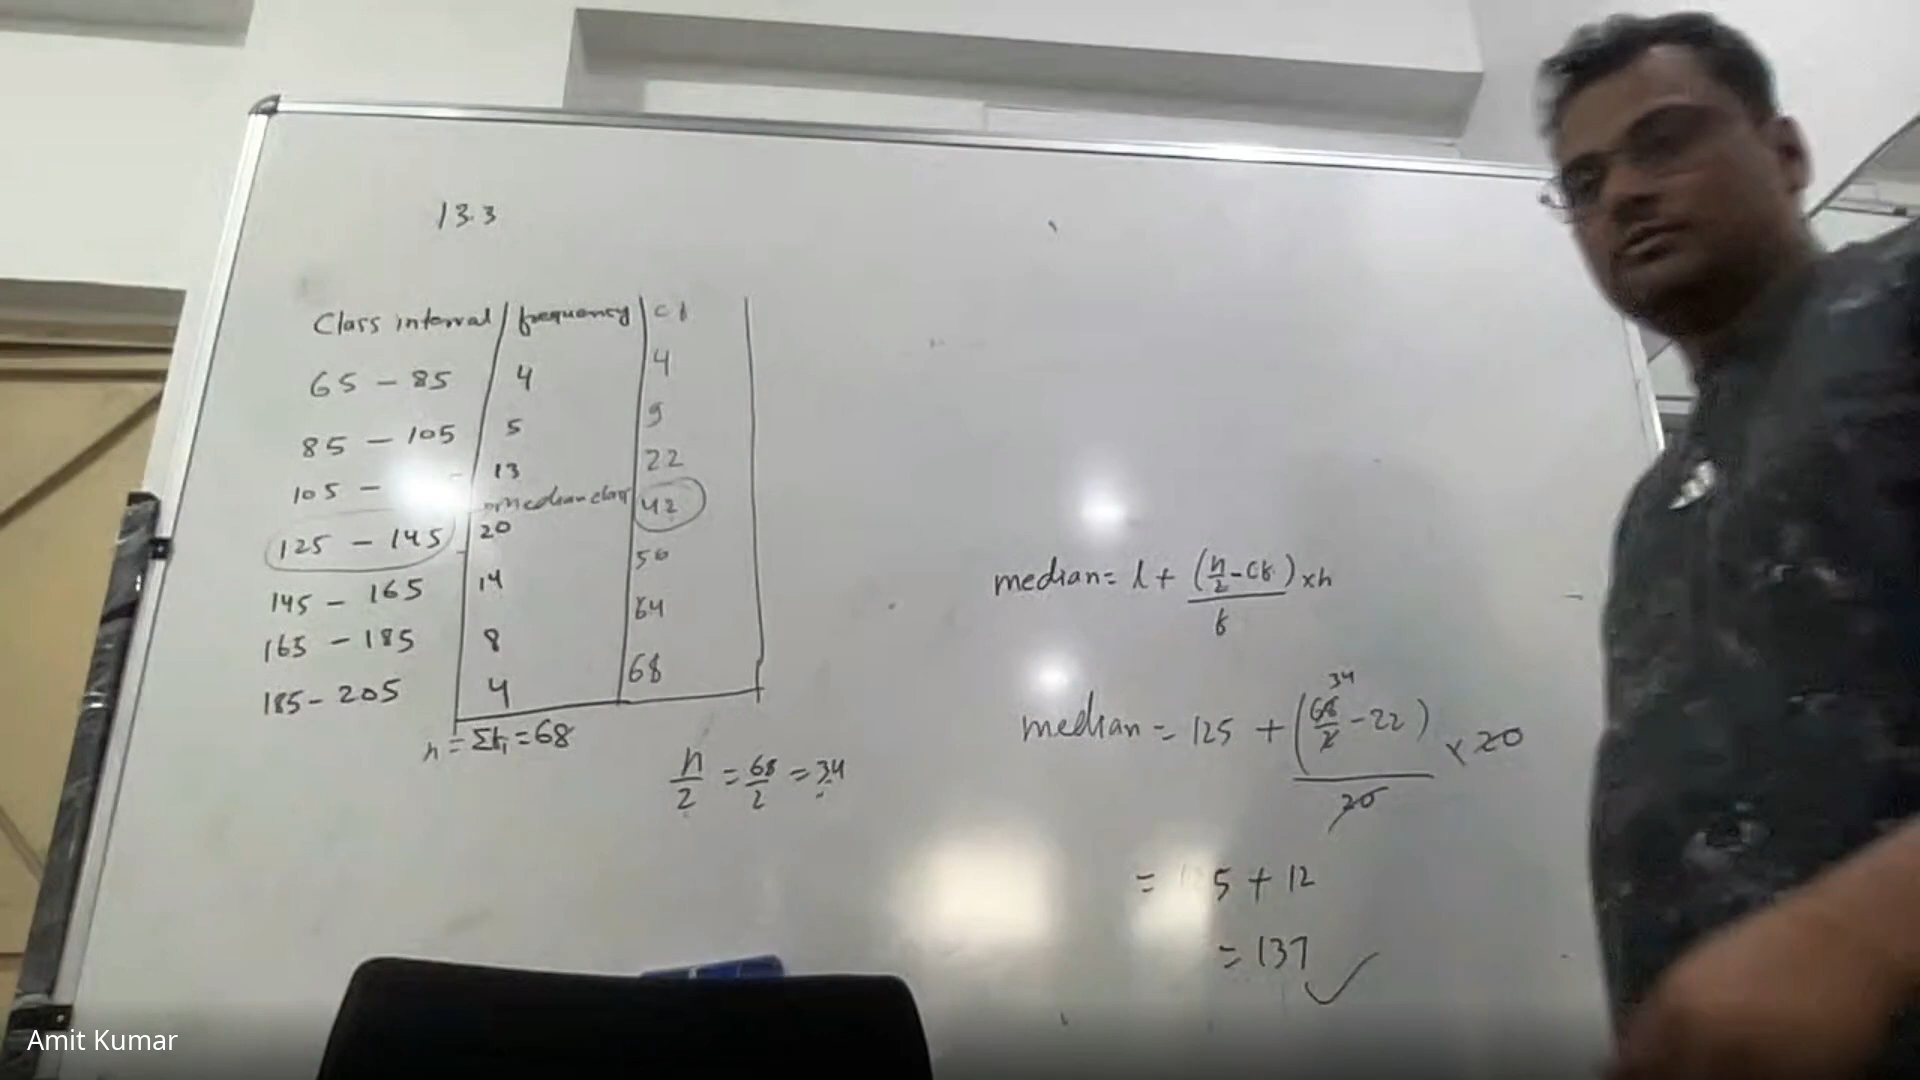 13.3
Class interval | frequency | cf
65 - 85 | 4 | 4
85 - 105 | 5 | 9
105 - | 13 | 22
median class
125 - 145 | 20 | 42
145 - 165 | 14 | 56
165 - 185 | 8 | 64
185 - 205 | 4 | 68
n = Σfi = 68
n/2 = 68/2 = 34
median = l + (n/2 - cf)/f × h
median = 125 + (68/2 - 22)/20 × 20
34
= 5 + 12
= 137 ✓
Amit Kumar